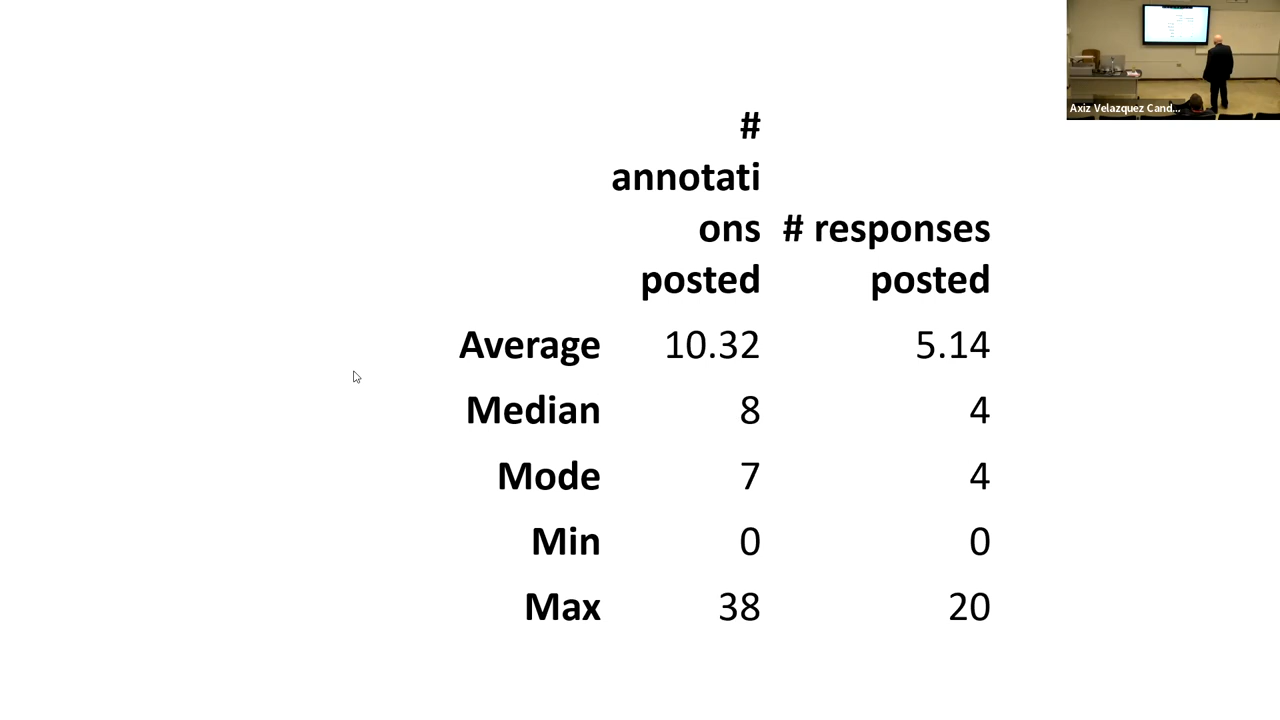 Axiz Velazquez Cand...
#
annotati
ons # responses
posted posted
Average 10.32 5.14
Median 8 4
Mode 7 4
Min 0 0
Max 38 20